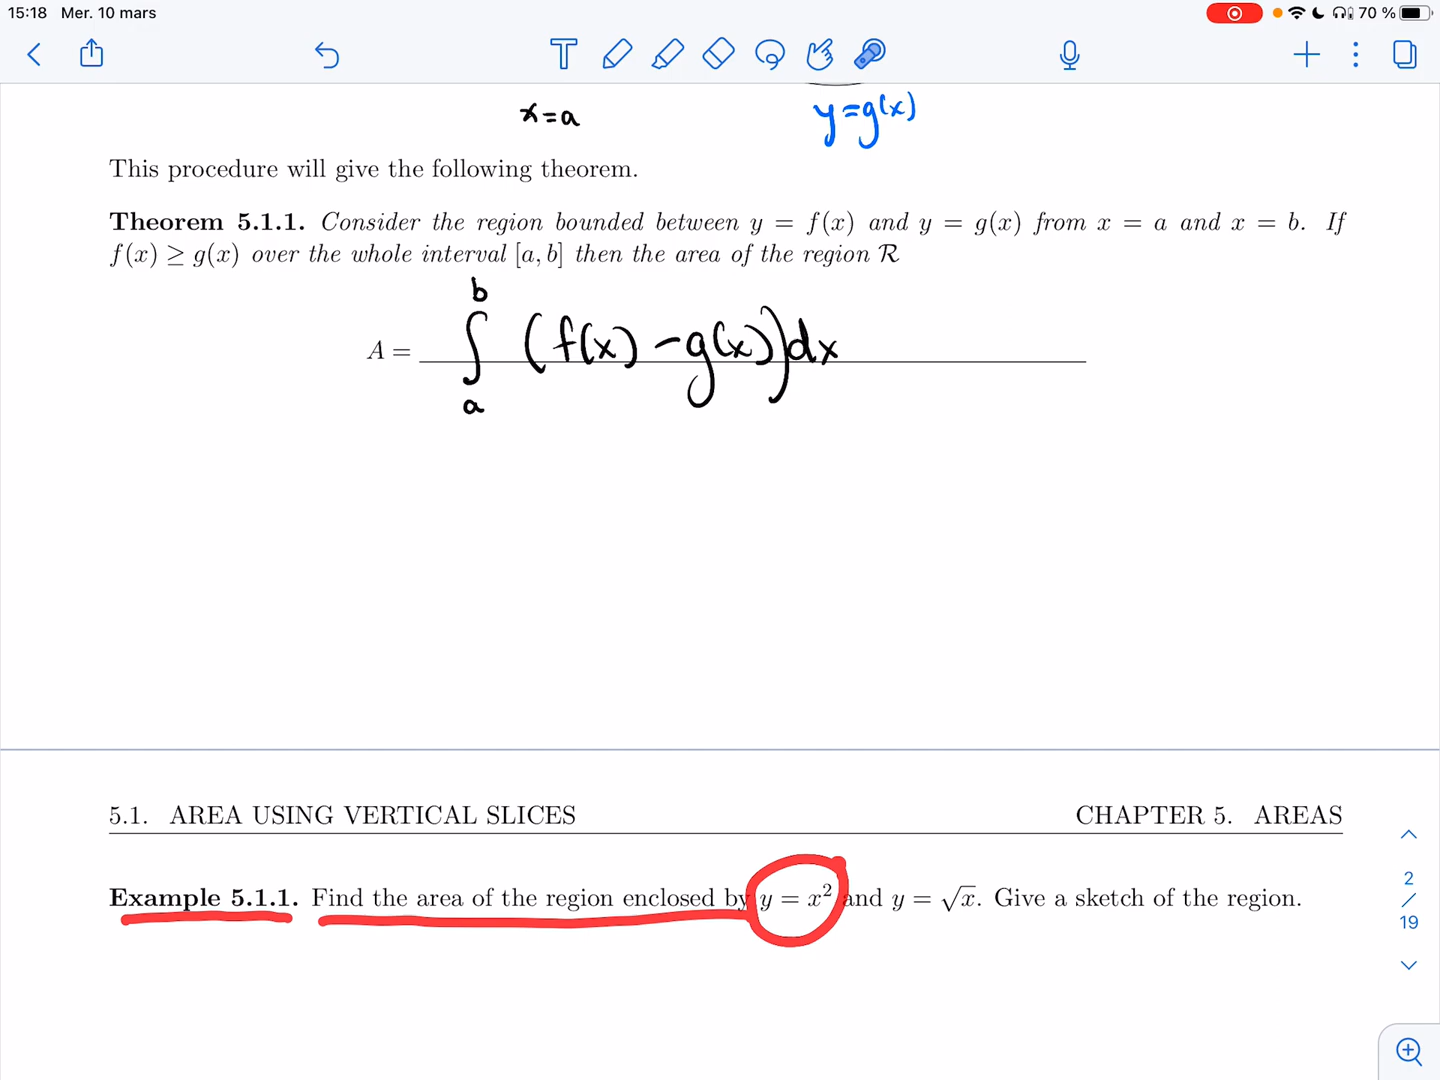 15:18 Mer. 10 mars 70 %
T
x = a
y = g(x)
This procedure will give the following theorem.
Theorem 5.1.1. Consider the region bounded between y = f(x) and y = g(x) from x = a and x = b. If
f(x) ≥ g(x) over the whole interval [a, b] then the area of the region R
A = ∫_a^b (f(x) - g(x)) dx
5.1. AREA USING VERTICAL SLICES CHAPTER 5. AREAS
Example 5.1.1. Find the area of the region enclosed by y = x² and y = √x. Give a sketch of the region.
2
/
19